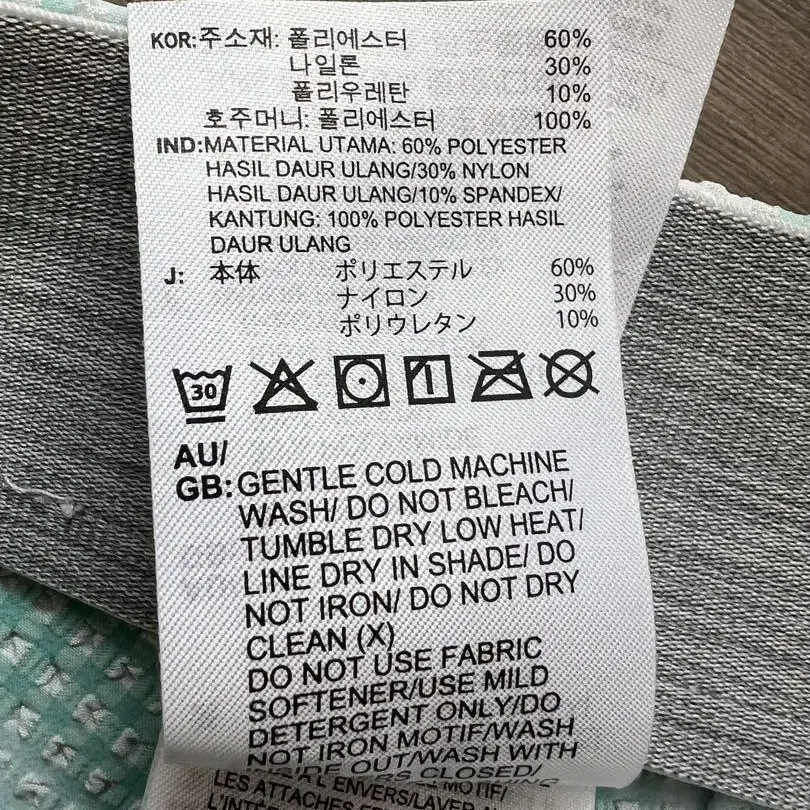 KOR:주소재: 폴리에스터 60%
나일론 30%
폴리우레탄 10%
호주머니: 폴리에스터 100%
IND:MATERIAL UTAMA: 60% POLYESTER
HASIL DAUR ULANG/30% NYLON
HASIL DAUR ULANG/10% SPANDEX/
KANTUNG: 100% POLYESTER HASIL
DAUR ULANG
J: 本体 ポリエステル 60%
ナイロン 30%
ポリウレタン 10%
30
AU/
GB:GENTLE COLD MACHINE
WASH/ DO NOT BLEACH/
TUMBLE DRY LOW HEAT/
LINE DRY IN SHADE/ DO
NOT IRON/ DO NOT DRY
CLEAN (X)
DO NOT USE FABRIC
SOFTENER/USE MILD
DETERGENT ONLY/DO
NOT IRON MOTIF/WASH
OUT/WASH WITH
CLOSED/
MOTIF/
LES ATTACHES